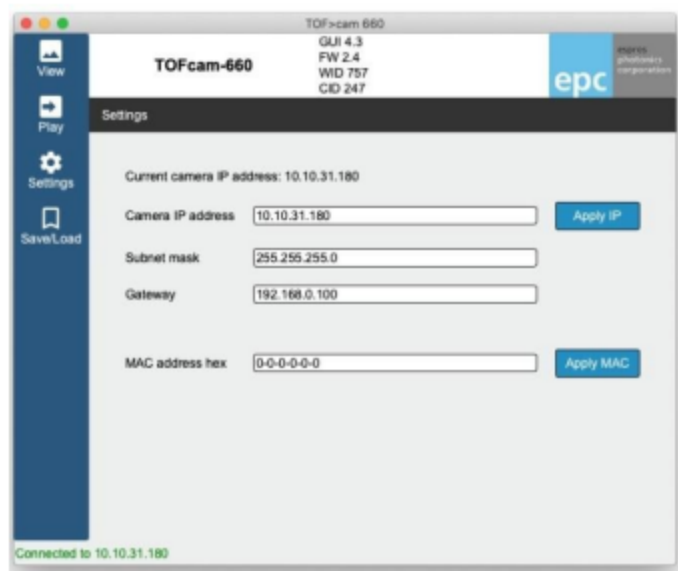 TOF>cam 660
View
Play
Settings
Save/Load
TOFcam-660
GUI 4.3
FW 2.4
WID 757
CID 247
epc
espros
photonics
corporation
Settings
Current camera IP address: 10.10.31.180
Camera IP address 10.10.31.180 Apply IP
Subnet mask 255.255.255.0
Gateway 192.168.0.100
MAC address hex 0-0-0-0-0-0 Apply MAC
Connected to 10.10.31.180